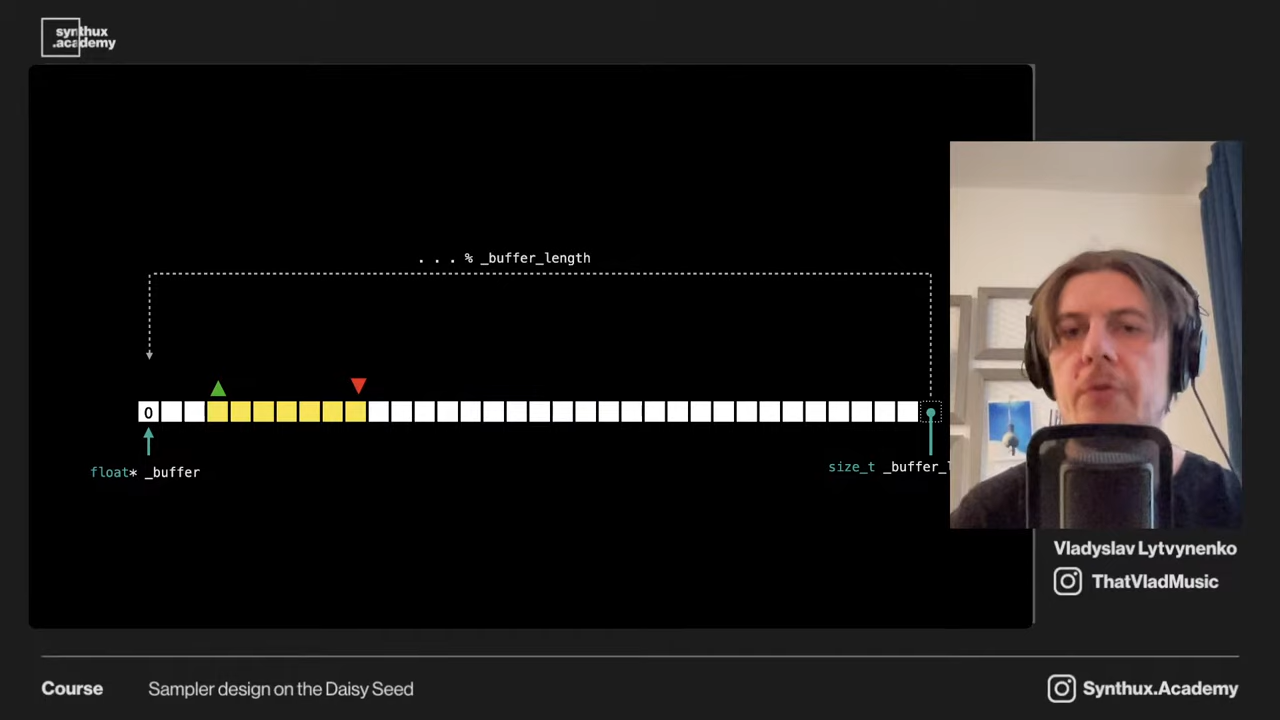 synthux
.academy
. . . % _buffer_length
0
float* _buffer
size_t _buffer_l
Vladyslav Lytvynenko
ThatVladMusic
Course
Sampler design on the Daisy Seed
Synthux.Academy